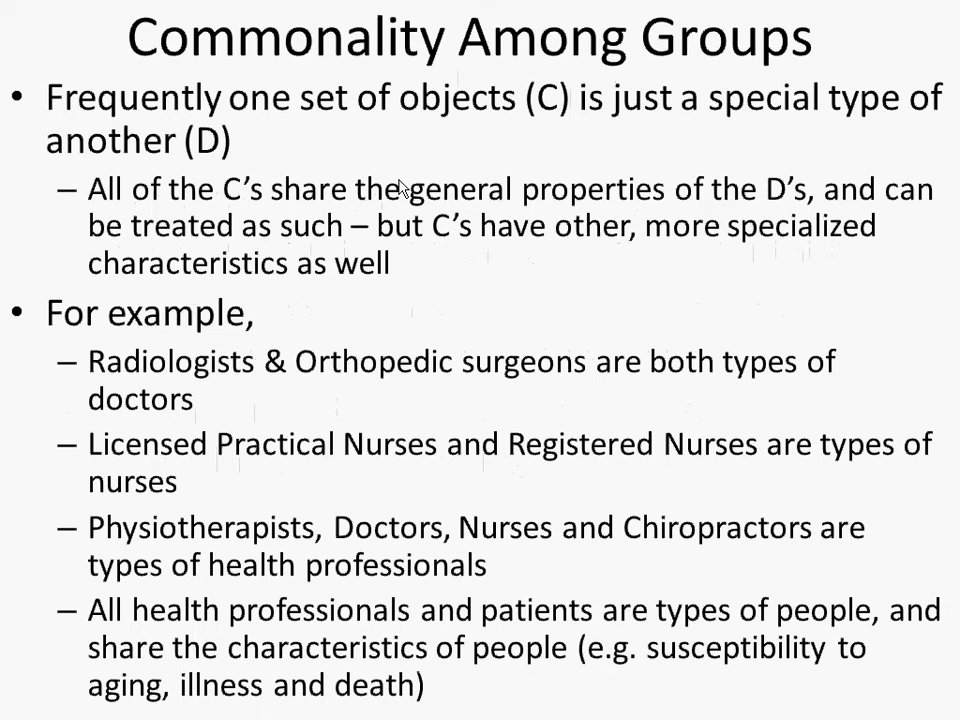 Commonality Among Groups
• Frequently one set of objects (C) is just a special type of
another (D)
– All of the C's share the general properties of the D's, and can
be treated as such – but C's have other, more specialized
characteristics as well
• For example,
– Radiologists & Orthopedic surgeons are both types of
doctors
– Licensed Practical Nurses and Registered Nurses are types of
nurses
– Physiotherapists, Doctors, Nurses and Chiropractors are
types of health professionals
– All health professionals and patients are types of people, and
share the characteristics of people (e.g. susceptibility to
aging, illness and death)